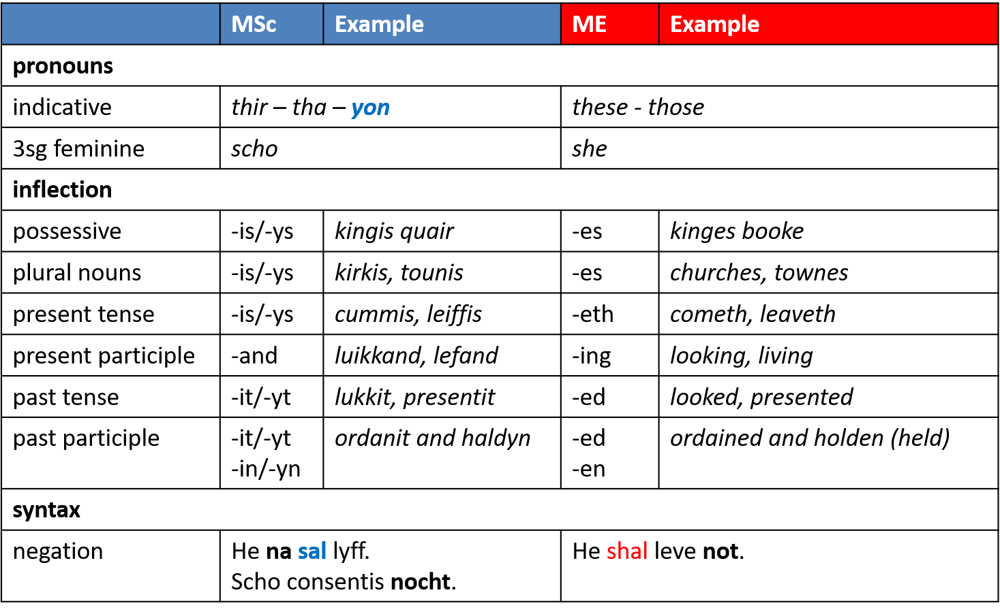 MSc Example ME Example
pronouns
indicative thir – tha – yon these - those
3sg feminine scho she
inflection
possessive -is/-ys kingis quair -es kinges booke
plural nouns -is/-ys kirkis, tounis -es churches, townes
present tense -is/-ys cummis, leiffis -eth cometh, leaveth
present participle -and luikkand, lefand -ing looking, living
past tense -it/-yt lukkit, presentit -ed looked, presented
past participle -it/-yt ordanit and haldyn -ed ordained and holden (held)
-in/-yn -en
syntax
negation He na sal lyff. He shal leve not.
Scho consentis nocht.